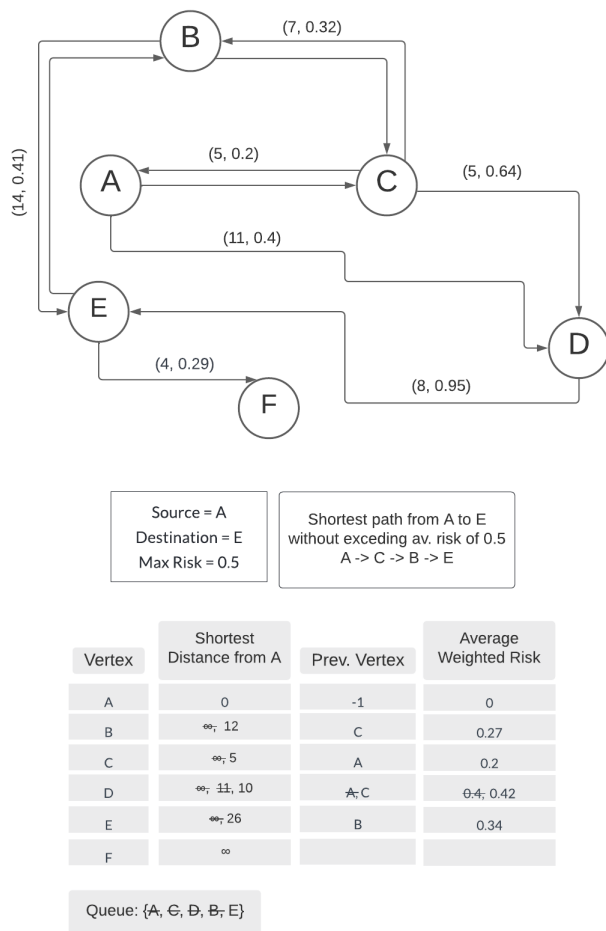 B
(7, 0.32)
(14, 0.41)
(5, 0.2)
A
C
(5, 0.64)
(11, 0.4)
E
D
(4, 0.29)
(8, 0.95)
F
Source = A
Destination = E
Max Risk = 0.5
Shortest path from A to E
without exceding av. risk of 0.5
A -> C -> B -> E
Vertex Shortest Distance from A Prev. Vertex Average Weighted Risk
A 0 -1 0
B ∞, 12 C 0.27
C ∞, 5 A 0.2
D ∞, 11, 10 A, C 0.4, 0.42
E ∞, 26 B 0.34
F ∞
Queue: {A, C, D, B, E}